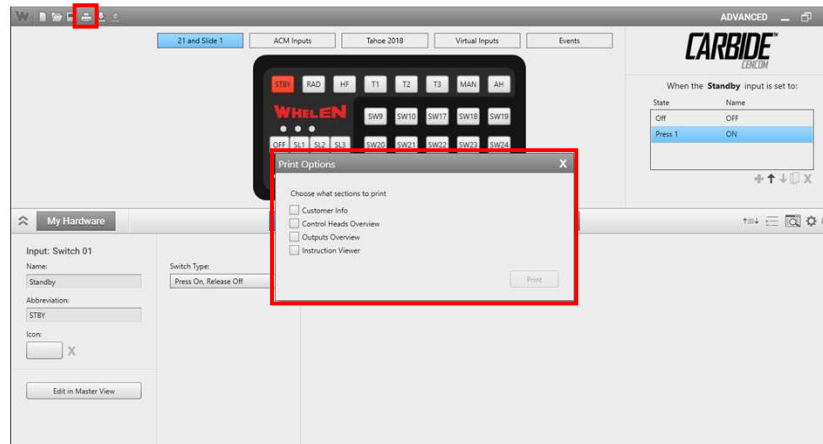 W ADVANCED
21 and Slide 1 ACM Inputs Tahoe 2018 Virtual Inputs Events
CARBIDE™
CENCOM
STBY RAD HF T1 T2 T3 MAN AH
WHELEN SW9 SW10 SW17 SW18 SW19
OFF SL1 SL2 SL3 SW20 SW21 SW22 SW23 SW24
When the Standby input is set to:
State Name
Off OFF
Press 1 ON
Print Options X
Choose what sections to print
Customer Info
Control Heads Overview
Outputs Overview
Instruction Viewer
Print
My Hardware
Input: Switch 01
Name:
Standby
Switch Type:
Press On, Release Off
Abbreviation:
STBY
Icon:
X
Edit in Master View